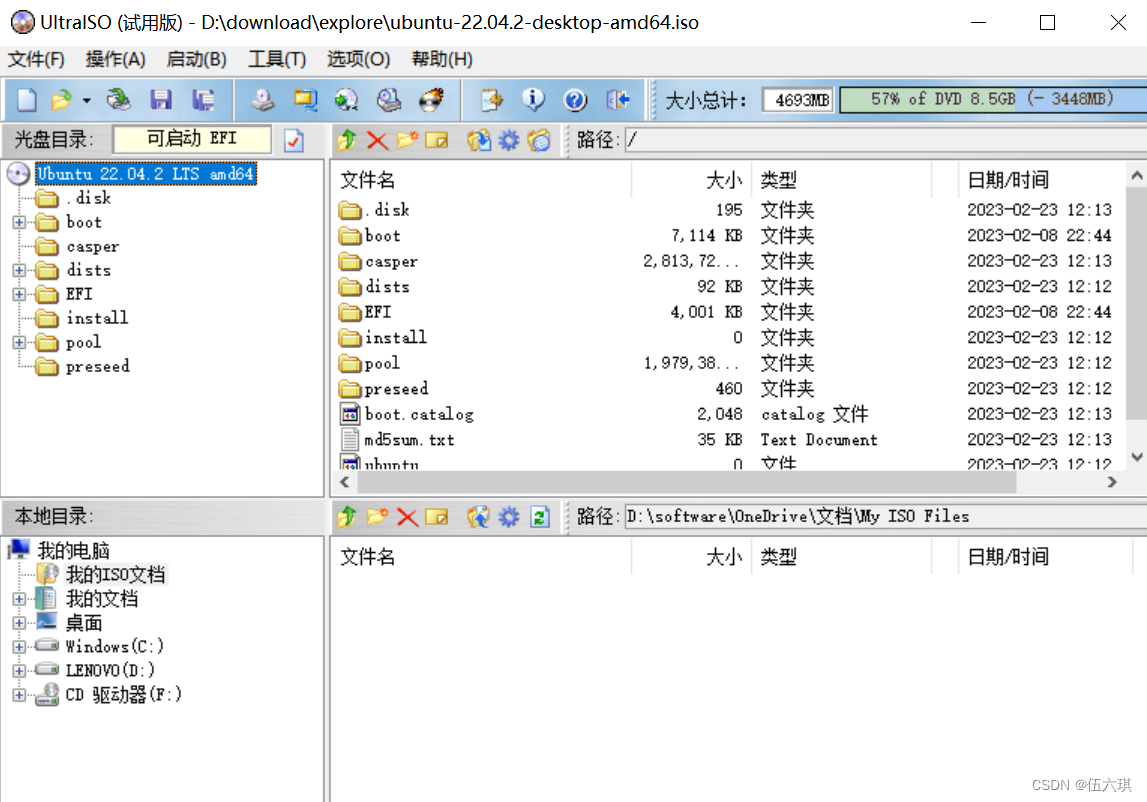 UltraISO (试用版) - D:\download\explore\ubuntu-22.04.2-desktop-amd64.iso
文件(F) 操作(A) 启动(B) 工具(T) 选项(O) 帮助(H)
大小总计: 4693MB 57% of DVD 8.5GB (- 3448MB)
光盘目录: 可启动 EFI 路径: /
Ubuntu 22.04.2 LTS amd64
.disk
boot
casper
dists
EFI
install
pool
preseed
文件名 大小 类型 日期/时间
.disk 195 文件夹 2023-02-23 12:13
boot 7,114 KB 文件夹 2023-02-08 22:44
casper 2,813,72... 文件夹 2023-02-23 12:13
dists 92 KB 文件夹 2023-02-23 12:12
EFI 4,001 KB 文件夹 2023-02-08 22:44
install 0 文件夹 2023-02-23 12:12
pool 1,979,38... 文件夹 2023-02-23 12:12
preseed 460 文件夹 2023-02-23 12:12
boot.catalog 2,048 catalog 文件 2023-02-23 12:13
md5sum.txt 35 KB Text Document 2023-02-23 12:13
ubuntu 0 文件 2023-02-23 12:12
本地目录: 路径: D:\software\OneDrive\文档\My ISO Files
我的电脑
我的ISO文档
我的文档
桌面
Windows(C:)
LENOVO(D:)
CD 驱动器(F:)
文件名 大小 类型 日期/时间
CSDN @伍六琪